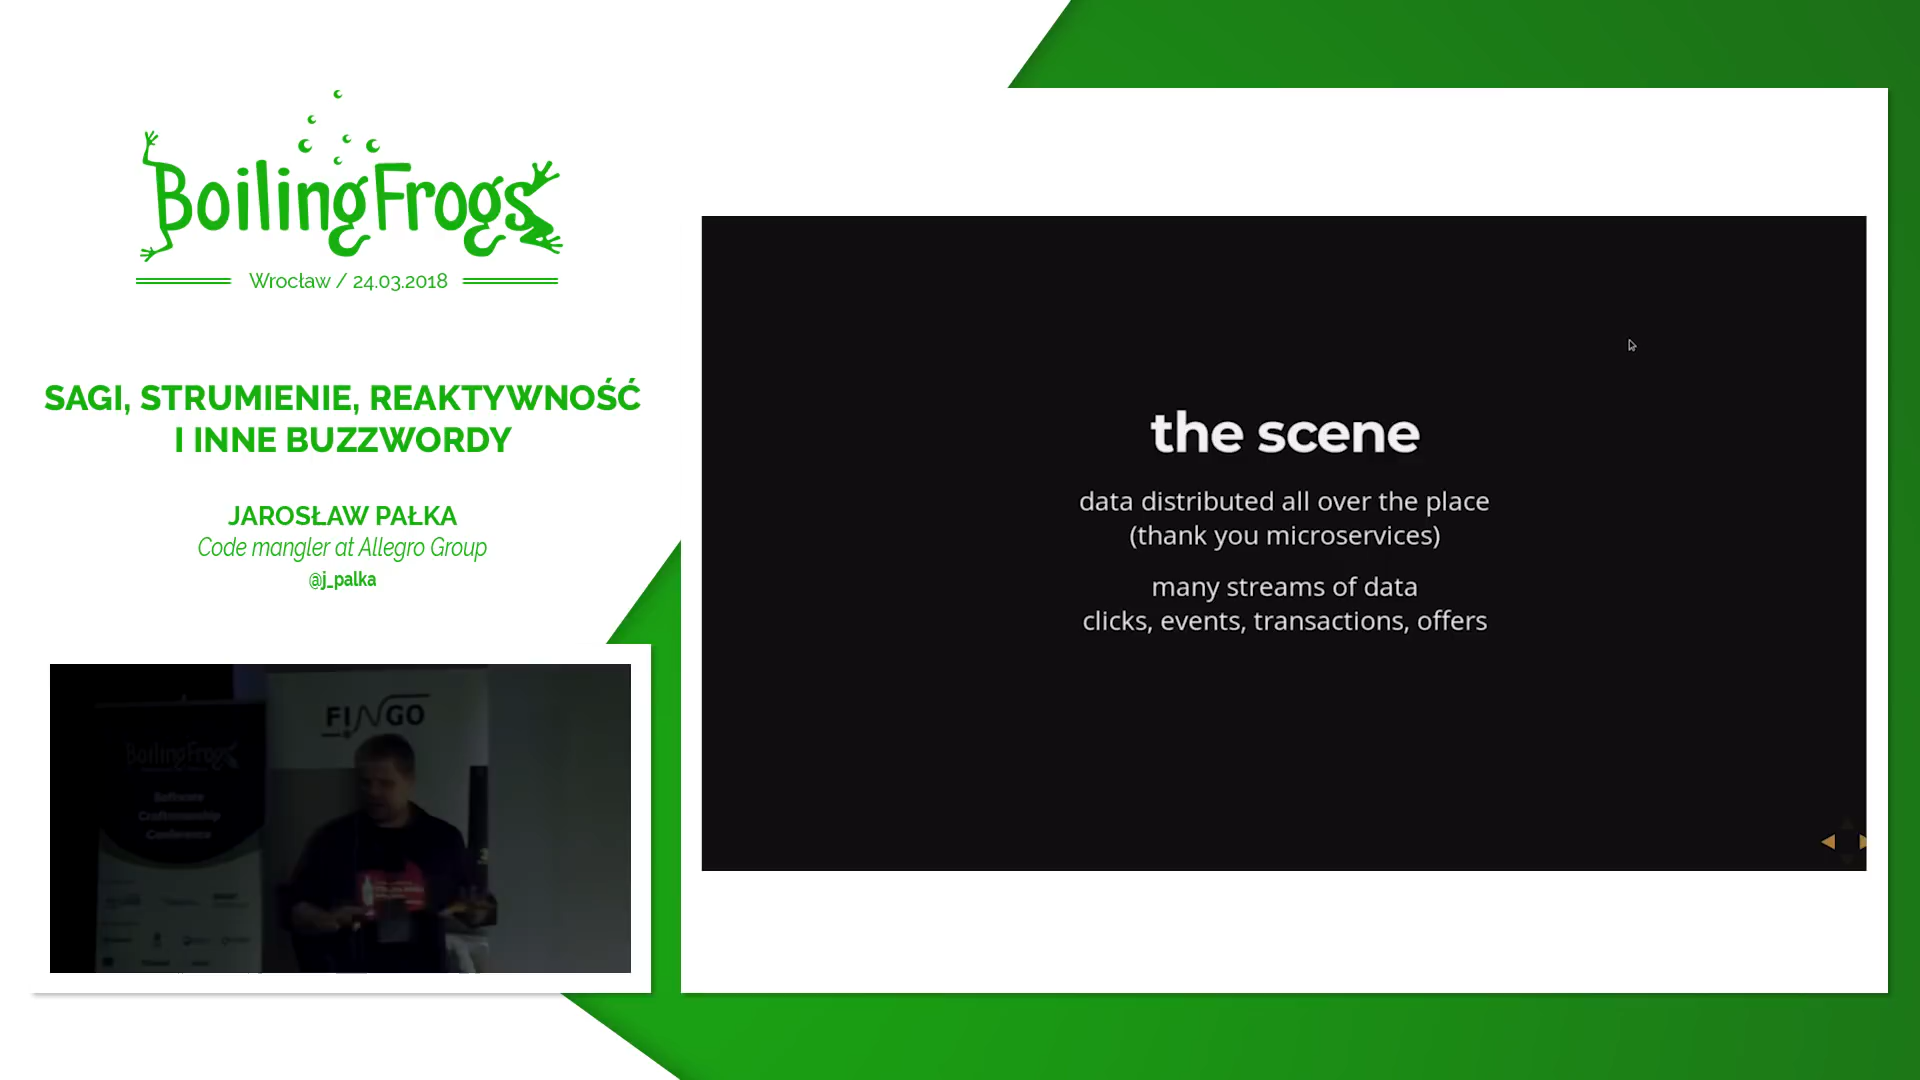 BoilingFrogs
Wrocław / 24.03.2018
SAGI, STRUMIENIE, REAKTYWNOŚĆ
I INNE BUZZWORDY
JAROSŁAW PAŁKA
Code mangler at Allegro Group
@j_palka
the scene
data distributed all over the place
(thank you microservices)
many streams of data
clicks, events, transactions, offers
FINGO
BoilingFrogs
Software
Craftsmanship
Conference